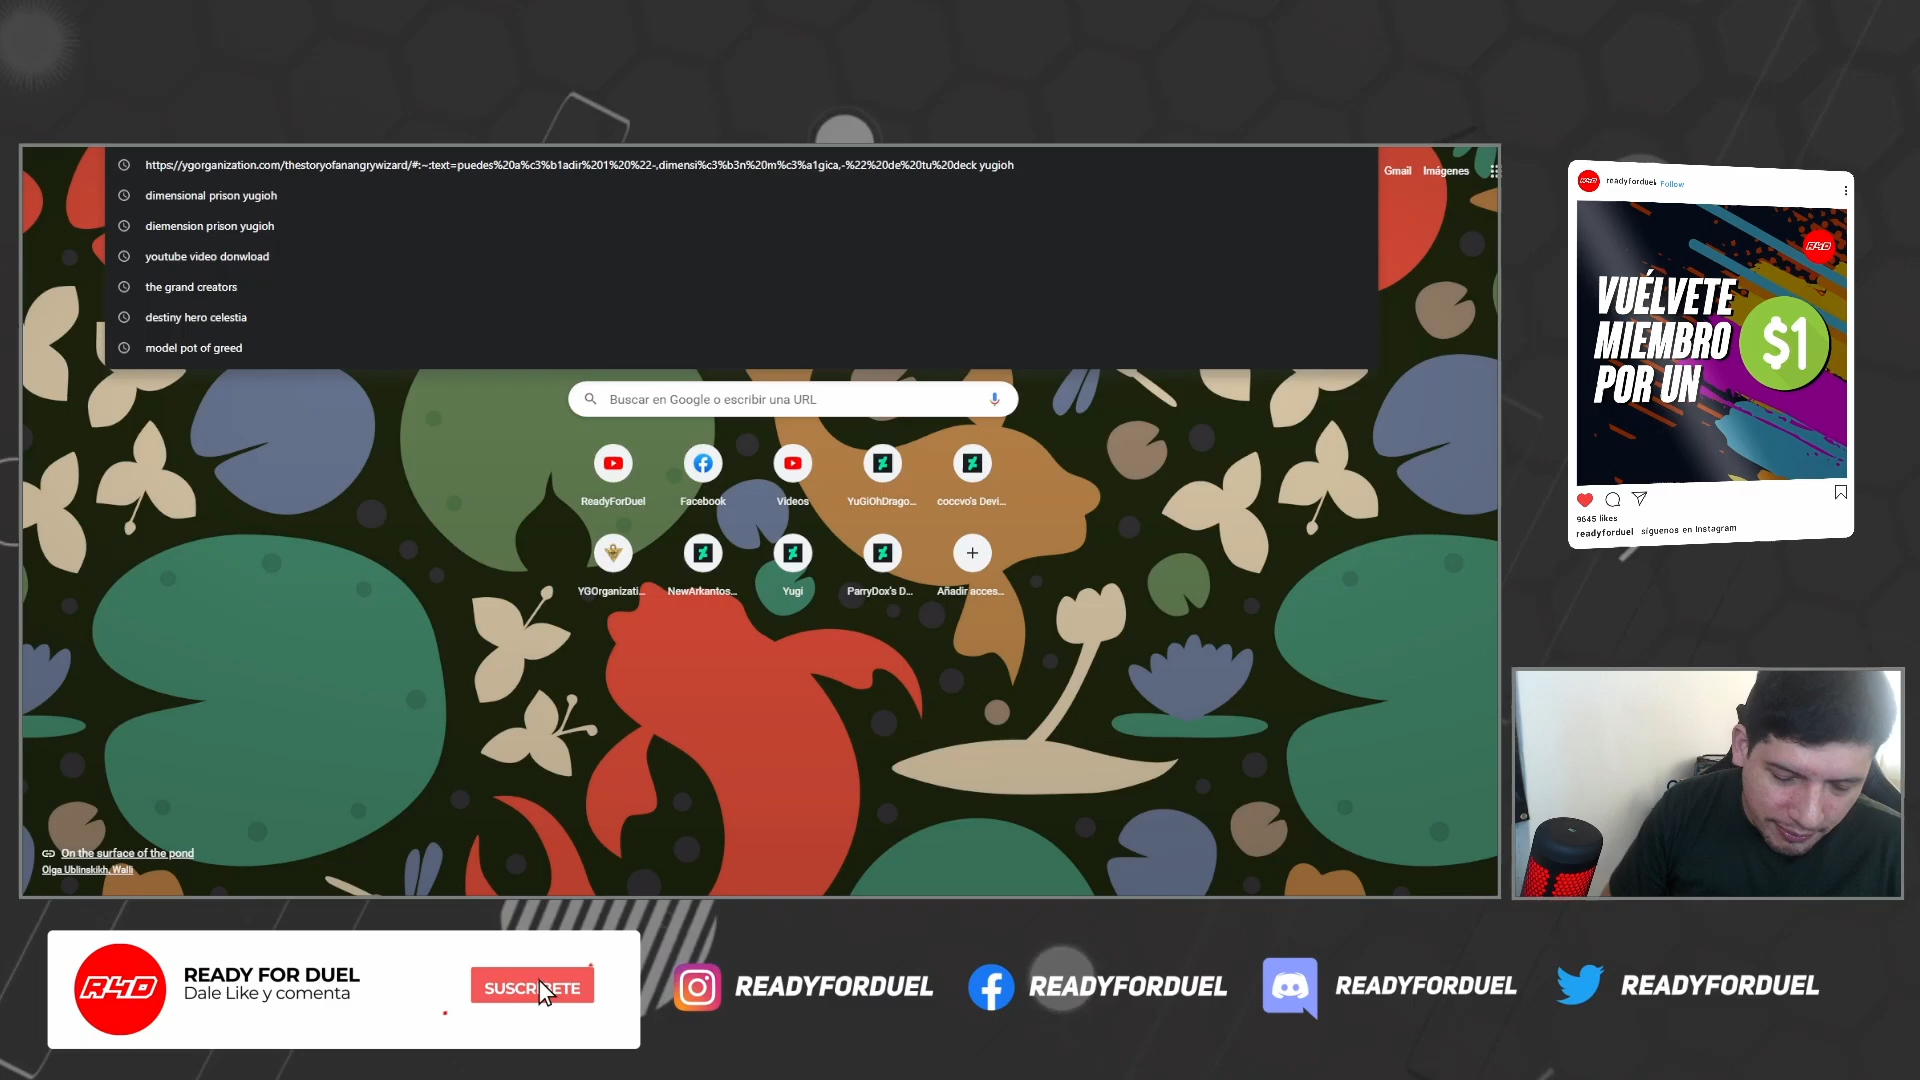 https://ygorganization.com/thestoryofanangrywizard/#:~:text=puedes%20a%c3%b1adir%201%20%22-,dimensi%c3%b3n%20m%c3%a1gica,-%22%20de%20tu%20deck yugioh
dimensional prison yugioh
diemension prison yugioh
youtube video donwload
the grand creators
destiny hero celestia
model pot of greed
Gmail Imágenes
Buscar en Google o escribir una URL
ReadyForDuel Facebook Videos YuGiOhDrago... coccvo's Devi...
YGOrganizati... NewArkantos... Yugi ParryDox's D... Añadir acces...
On the surface of the pond
Olga Ublinskikh, Walli
R4D readyforduel Follow
R4D
VUÉLVETE
MIEMBRO
POR UN
$1
9645 likes
readyforduel síguenos en Instagram
R4D
READY FOR DUEL
Dale Like y comenta
READYFORDUEL
READYFORDUEL
READYFORDUEL
READYFORDUEL